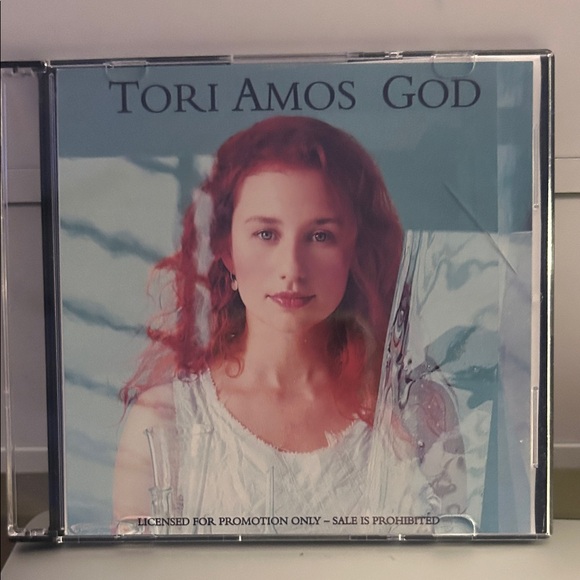 TORI AMOS GOD
LICENSED FOR PROMOTION ONLY – SALE IS PROHIBITED